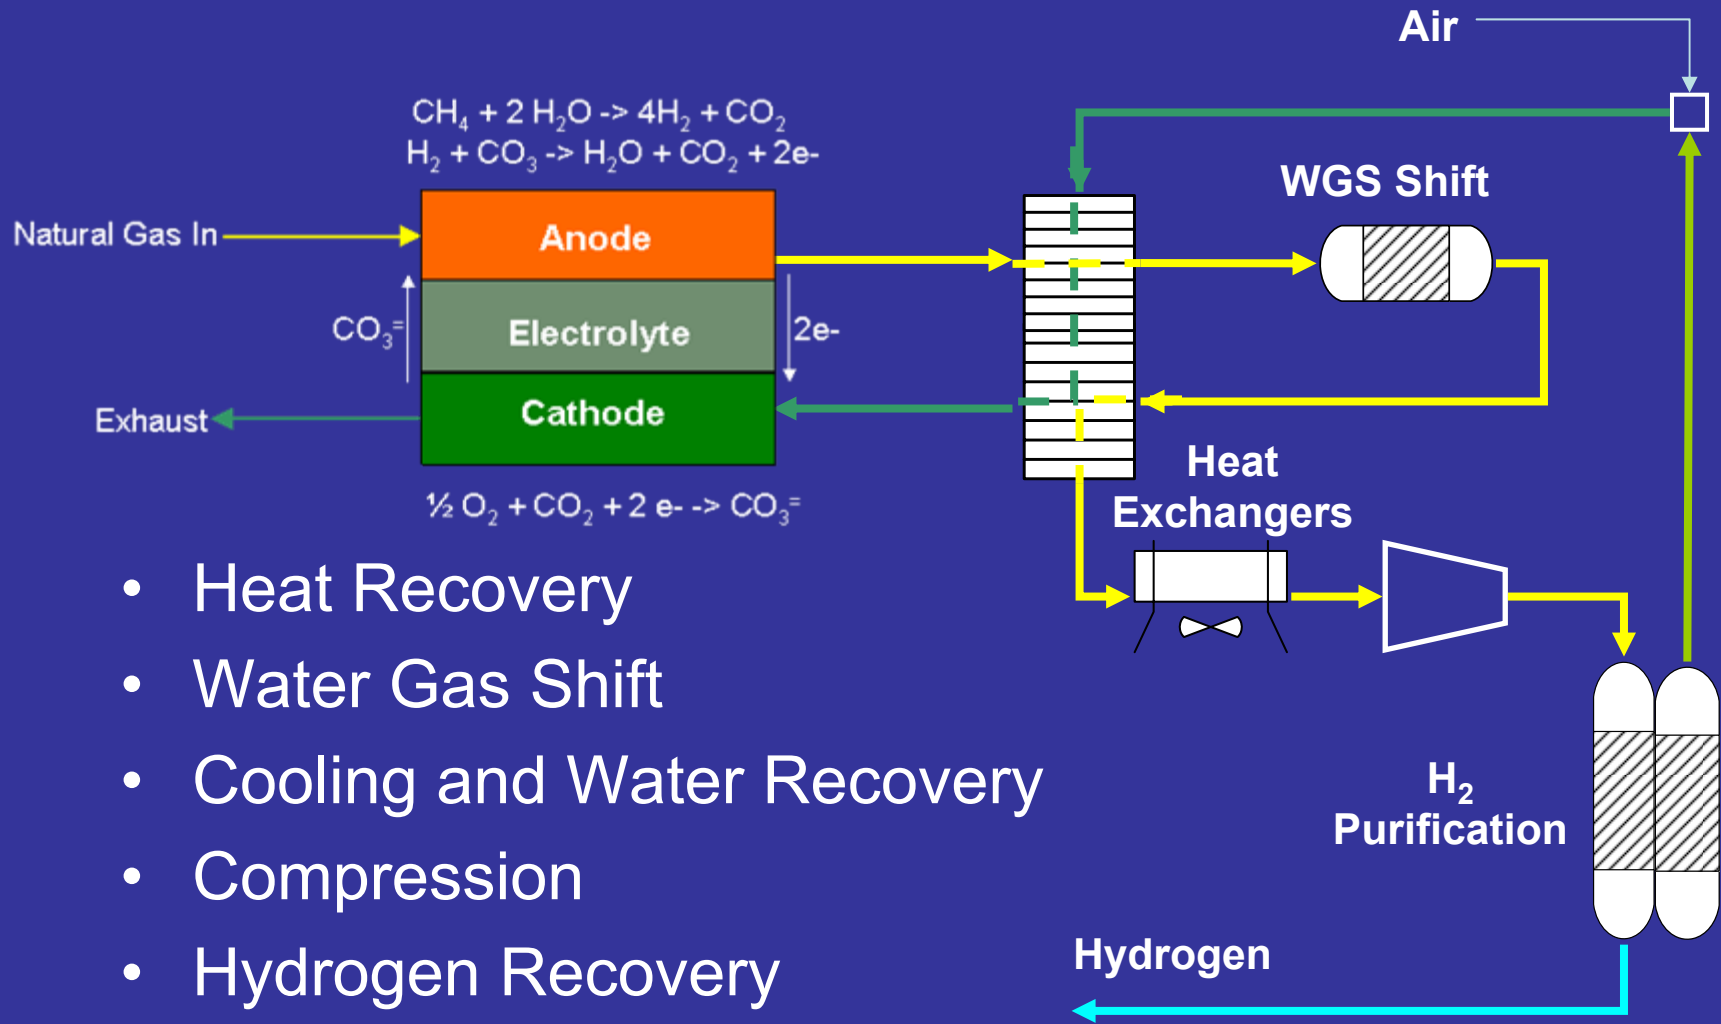 Air
CH₄ + 2 H₂O -> 4H₂ + CO₂
H₂ + CO₃ -> H₂O + CO₂ + 2e-
WGS Shift
Natural Gas In
Anode
CO₃⁼
Electrolyte
2e-
Exhaust
Cathode
½ O₂ + CO₂ + 2 e- -> CO₃⁼
Heat
Exchangers
• Heat Recovery
• Water Gas Shift
• Cooling and Water Recovery
• Compression
• Hydrogen Recovery
H₂
Purification
Hydrogen